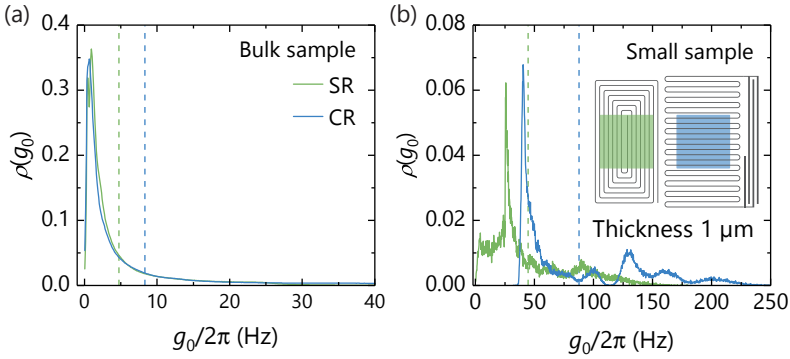 (a)
Bulk sample
SR
CR
0.4
0.3
0.2
0.1
0.0
ρ(g₀)
0
10
20
30
40
g₀/2π (Hz)
(b)
Small sample
Thickness 1 µm
0.08
0.06
0.04
0.02
0.00
ρ(g₀)
0
50
100
150
200
250
g₀/2π (Hz)